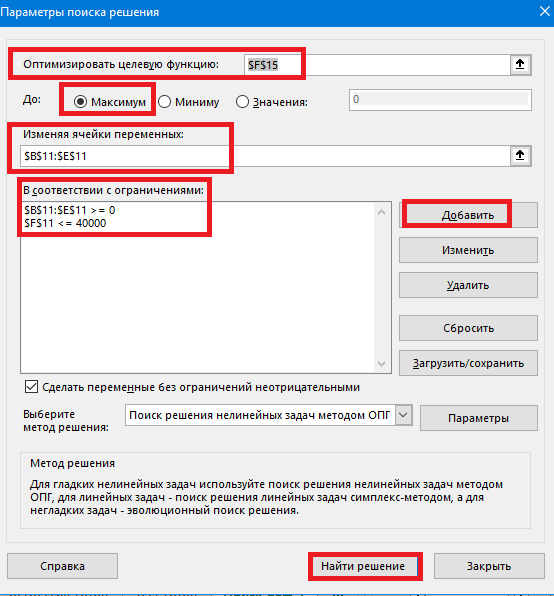 Параметры поиска решения
Оптимизировать целевую функцию: $F$15
До: Максимум Миниму Значения: 0
Изменяя ячейки переменных:
$B$11:$E$11
В соответствии с ограничениями:
$B$11:$E$11 >= 0
$F$11 <= 40000
Добавить
Изменить
Удалить
Сбросить
Загрузить/сохранить
Сделать переменные без ограничений неотрицательными
Выберите
метод решения:
Поиск решения нелинейных задач методом ОПГ
Параметры
Метод решения
Для гладких нелинейных задач используйте поиск решения нелинейных задач методом
ОПГ, для линейных задач - поиск решения линейных задач симплекс-методом, а для
негладких задач - эволюционный поиск решения.
Справка Найти решение Закрыть